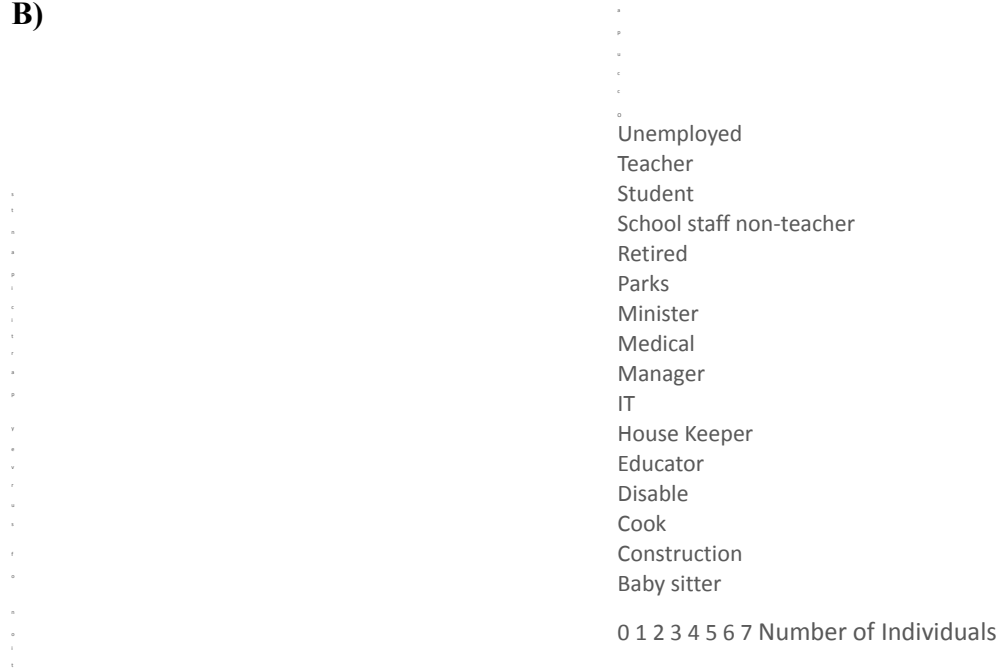 B)
a
p
u
c
c
O
Unemployed
Teacher
Student
School staff non-teacher
Retired
Parks
Minister
Medical
Manager
IT
House Keeper
Educator
Disable
Cook
Construction
Baby sitter
0 1 2 3 4 5 6 7 Number of Individuals
s
t
n
a
p
i
c
i
t
r
a
p
y
e
v
r
u
s
f
o
n
o
i
t